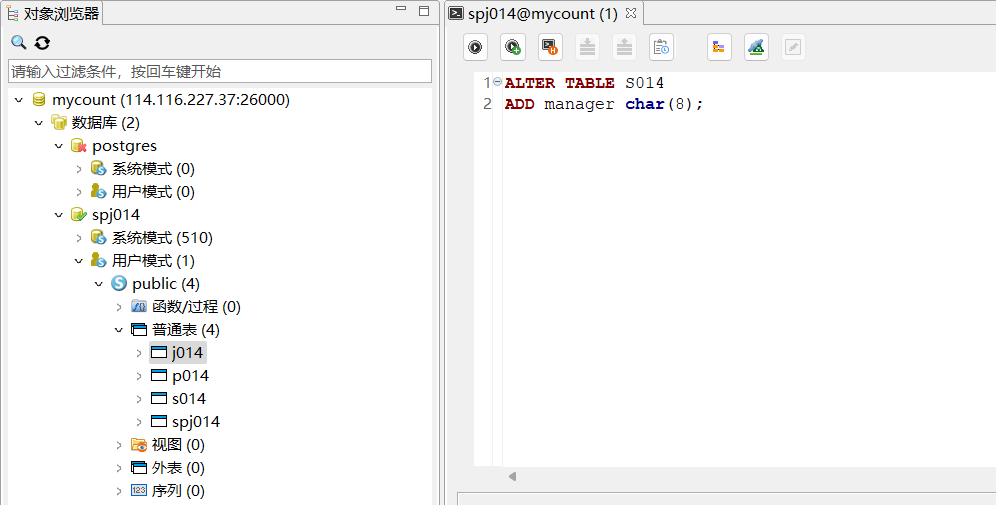 对象浏览器
请输入过滤条件，按回车键开始
mycount (114.116.227.37:26000)
数据库 (2)
postgres
系统模式 (0)
用户模式 (0)
spj014
系统模式 (510)
用户模式 (1)
public (4)
函数/过程 (0)
普通表 (4)
j014
p014
s014
spj014
视图 (0)
外表 (0)
序列 (0)
spj014@mycount (1)
1 ALTER TABLE S014
2 ADD manager char(8);